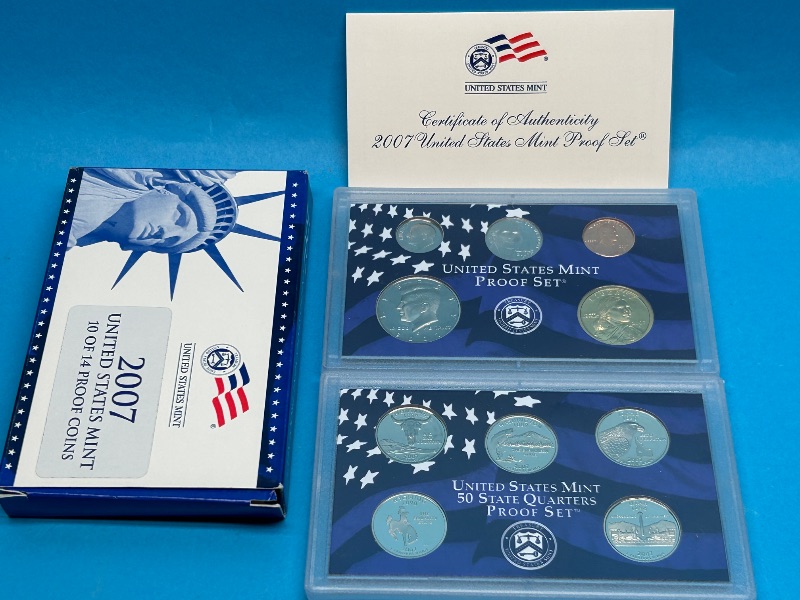 UNITED STATES MINT
Certificate of Authenticity
2007 United States Mint Proof Set®
2007
UNITED STATES MINT
10 OF 14 PROOF COINS
UNITED STATES MINT
UNITED STATES MINT
PROOF SET
UNITED STATES MINT
50 STATE QUARTERS
PROOF SET™